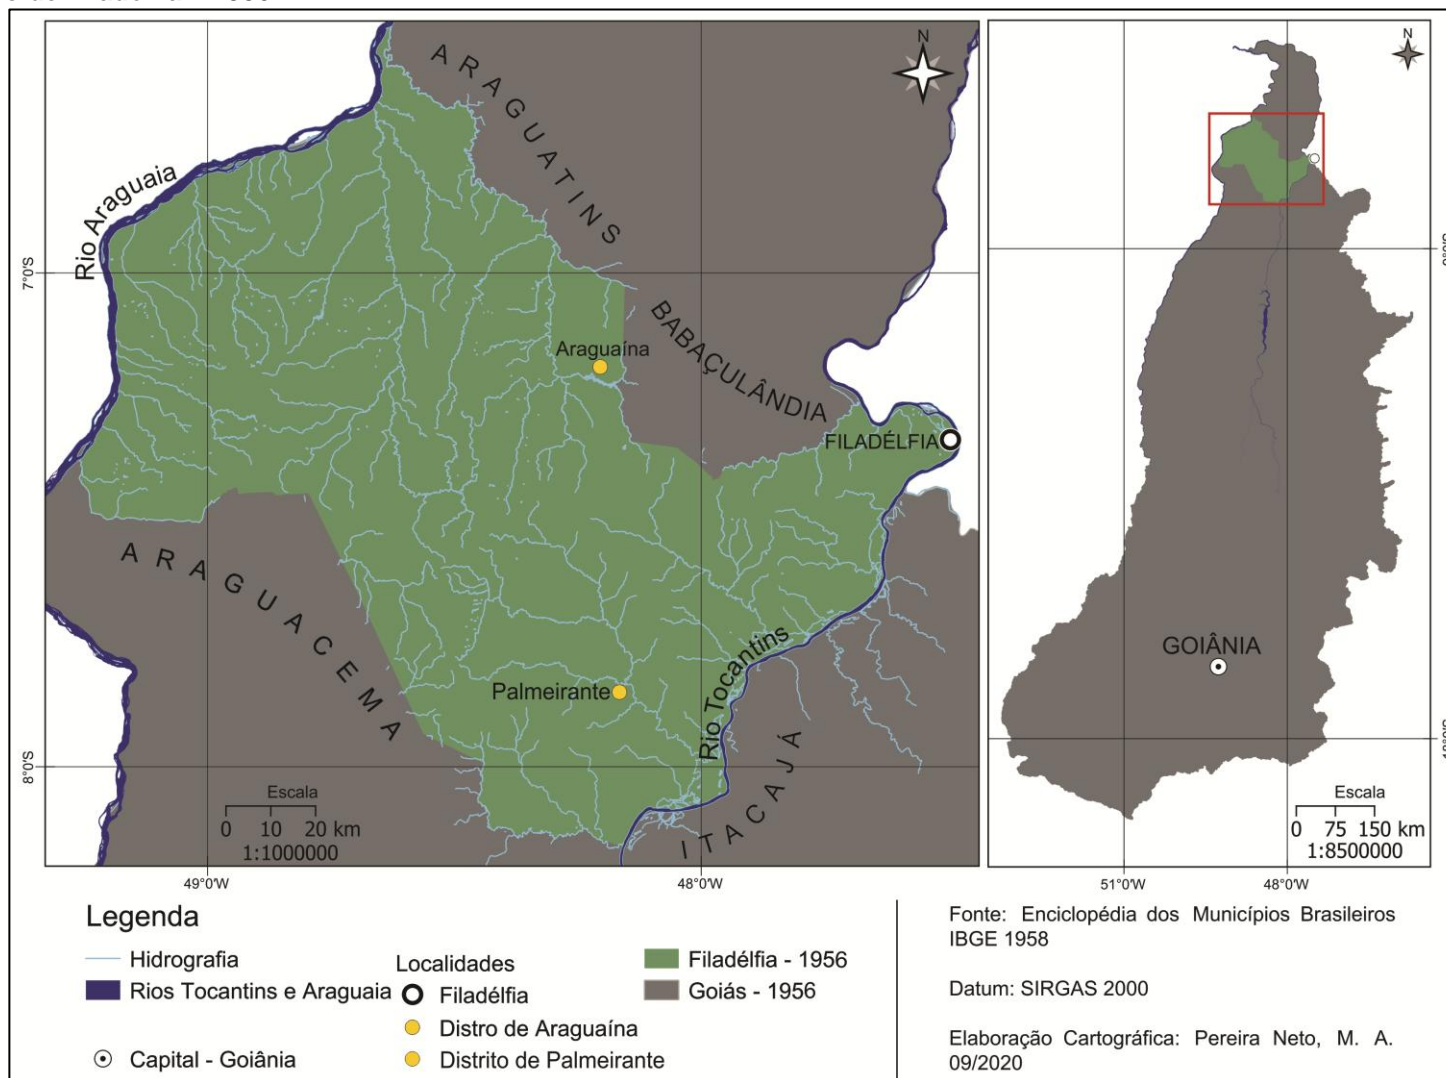 N
ARAGUATINS
Rio Araguaia
7°0'S
Araguaína
BABAÇULÂNDIA
FILADÉLFIA
ARAGUACEMA
Palmeirante
Rio Tocantins
ITACAJÁ
8°0'S
Escala
0 10 20 km
1:1000000
49°0'W
48°0'W
N
GOIÂNIA
Escala
0 75 150 km
1:8500000
51°0'W
48°0'W
Legenda
Hidrografia
Rios Tocantins e Araguaia
Capital - Goiânia
Localidades
Filadélfia
Distro de Araguaína
Distrito de Palmeirante
Filadélfia - 1956
Goiás - 1956
Fonte: Enciclopédia dos Municípios Brasileiros
IBGE 1958
Datum: SIRGAS 2000
Elaboração Cartográfica: Pereira Neto, M. A.
09/2020